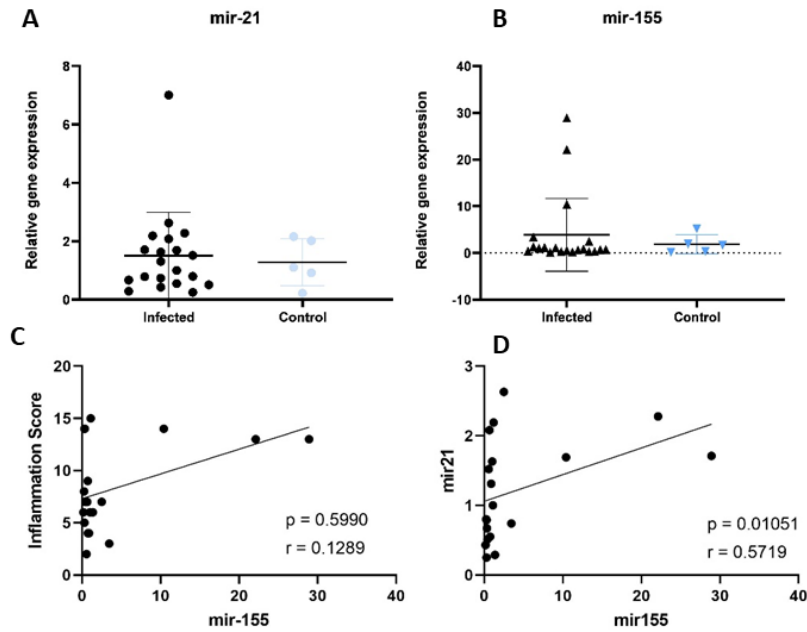 A
mir-21
Relative gene expression
8
6
4
2
0
Infected
Control
B
mir-155
Relative gene expression
40
30
20
10
0
-10
Infected
Control
C
Inflammation Score
20
15
10
5
0
p = 0.5990
r = 0.1289
0
10
20
30
40
mir-155
D
mir21
3
2
1
0
p = 0.01051
r = 0.5719
0
10
20
30
40
mir155